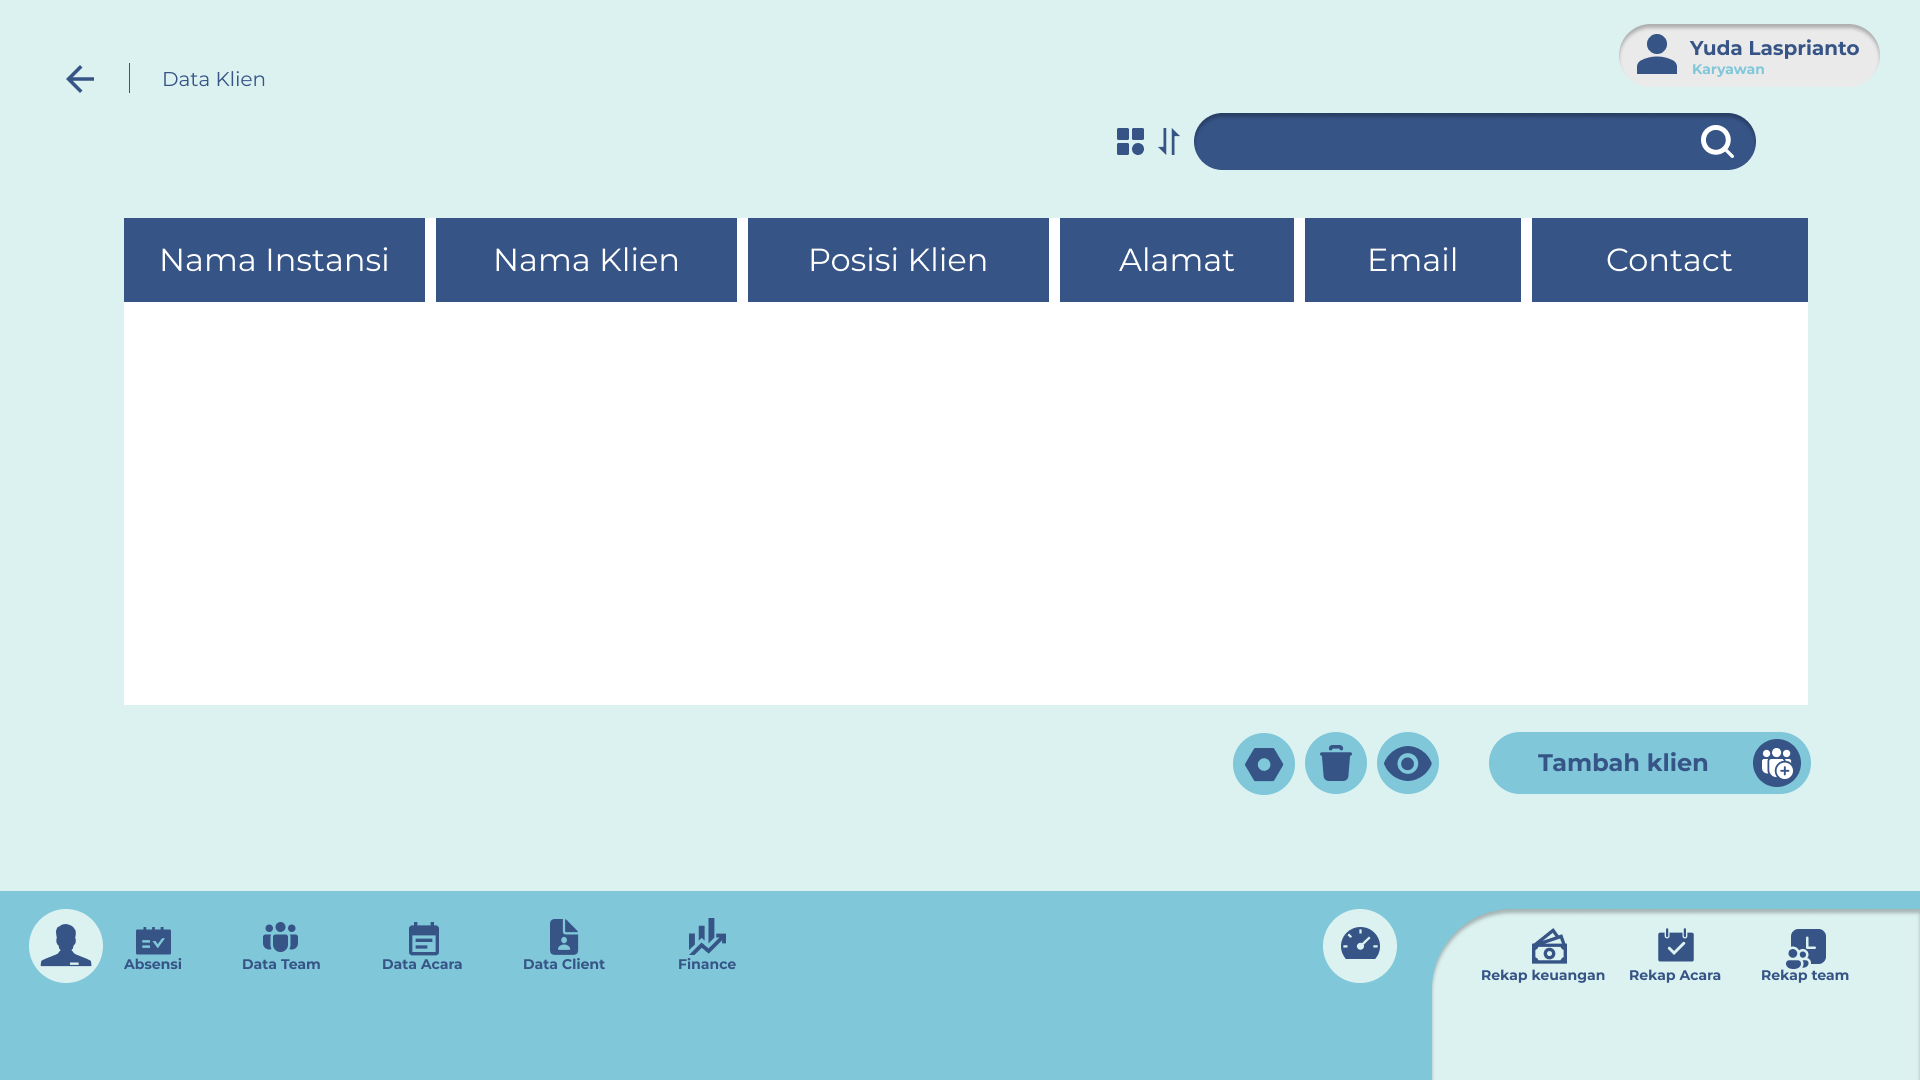 Yuda Lasprianto
Karyawan
Data Klien
Nama Instansi
Nama Klien
Posisi Klien
Alamat
Email
Contact
Tambah klien
Absensi
Data Team
Data Acara
Data Client
Finance
Rekap keuangan
Rekap Acara
Rekap team